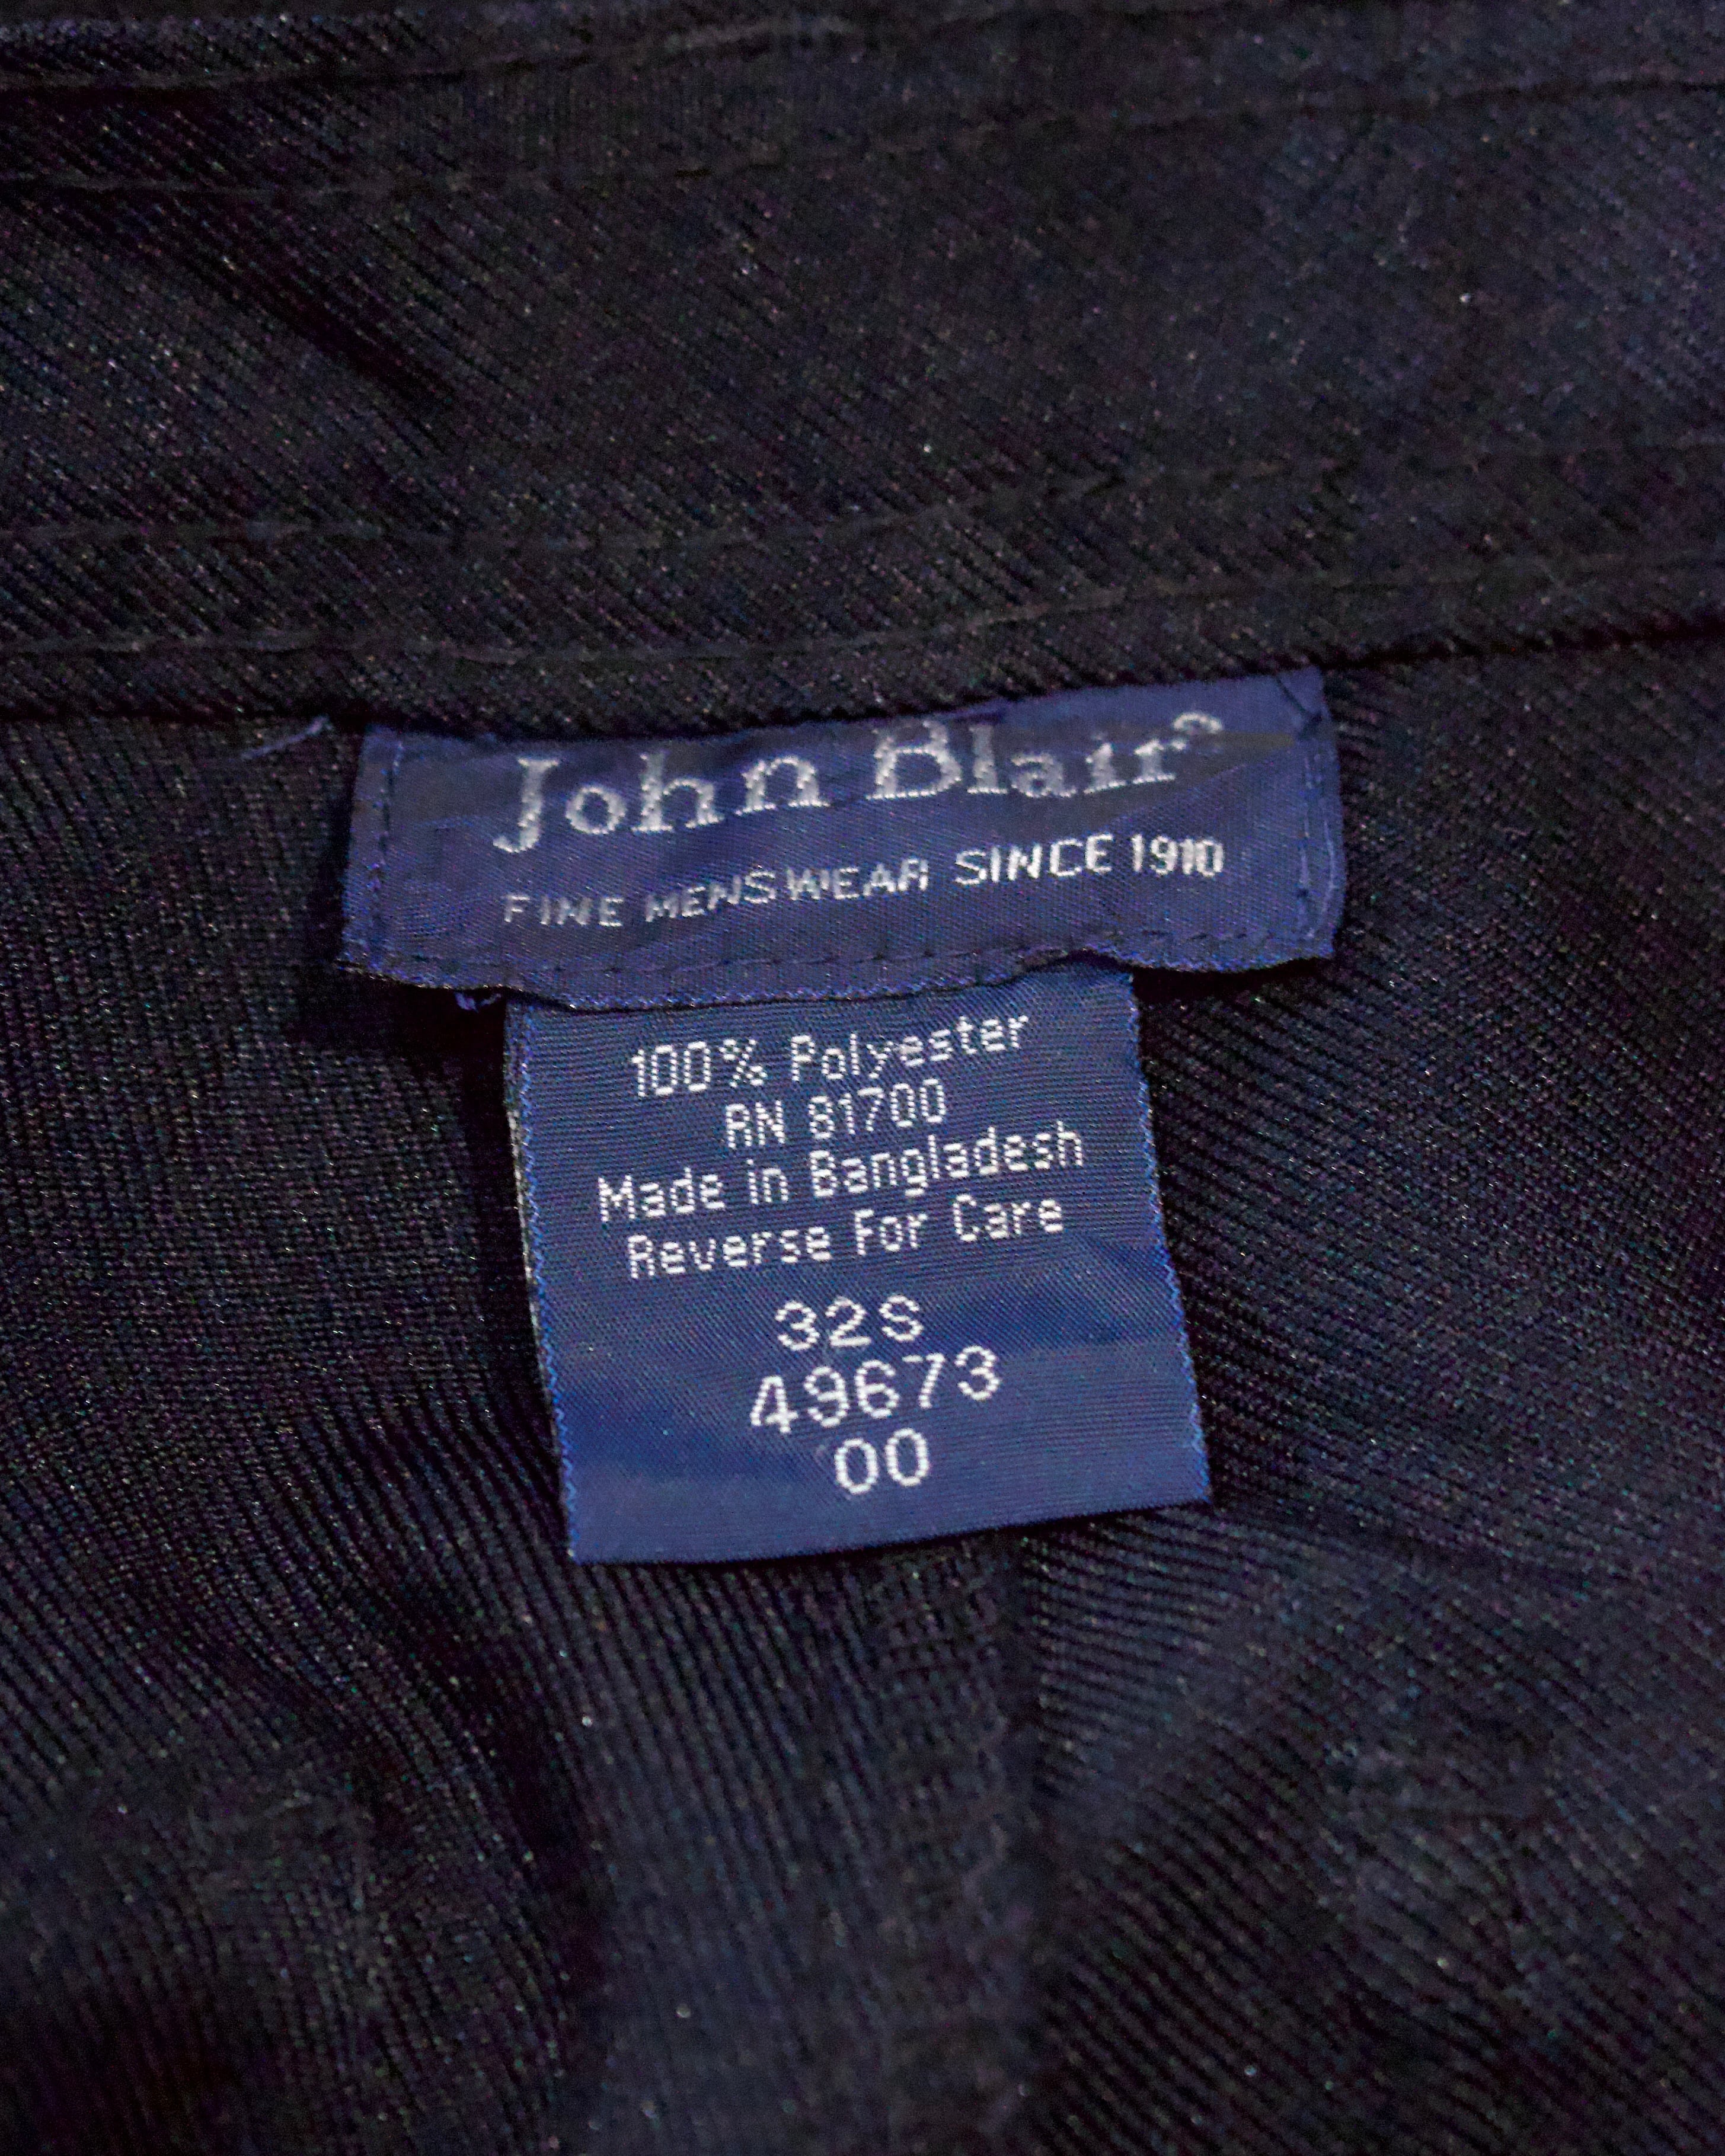 John Blair®
FINE MENSWEAR SINCE 1910
100% Polyester
RN 81700
Made in Bangladesh
Reverse For Care
32S
49673
00